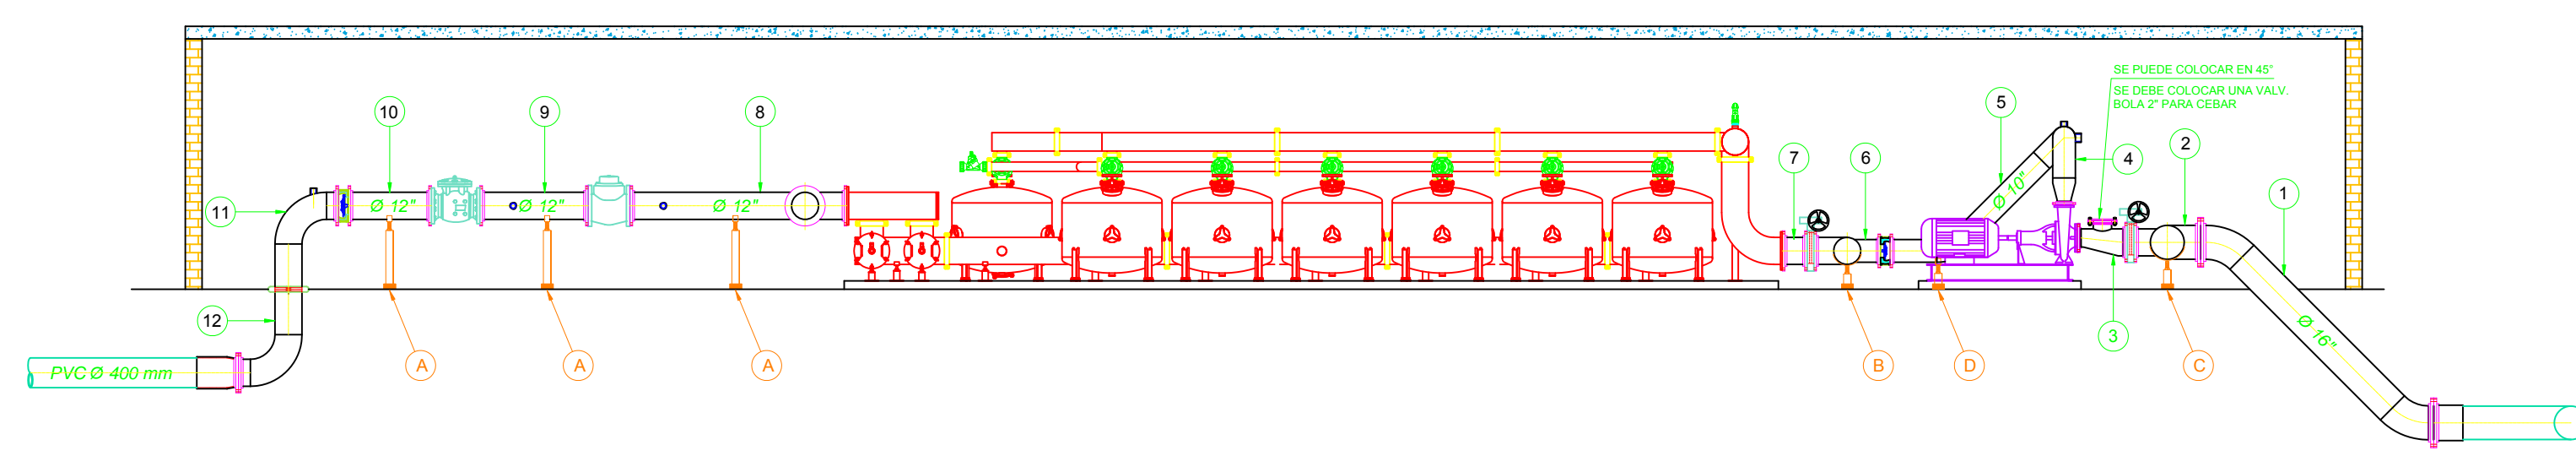 SE PUEDE COLOCAR EN 45°
SE DEBE COLOCAR UNA VALV.
BOLA 2" PARA CEBAR
10
9
8
5
7
6
4
2
1
11
Ø 12"
Ø 12"
Ø 12"
Ø 10"
12
3
Ø 16"
PVC Ø 400 mm
A
A
A
B
D
C